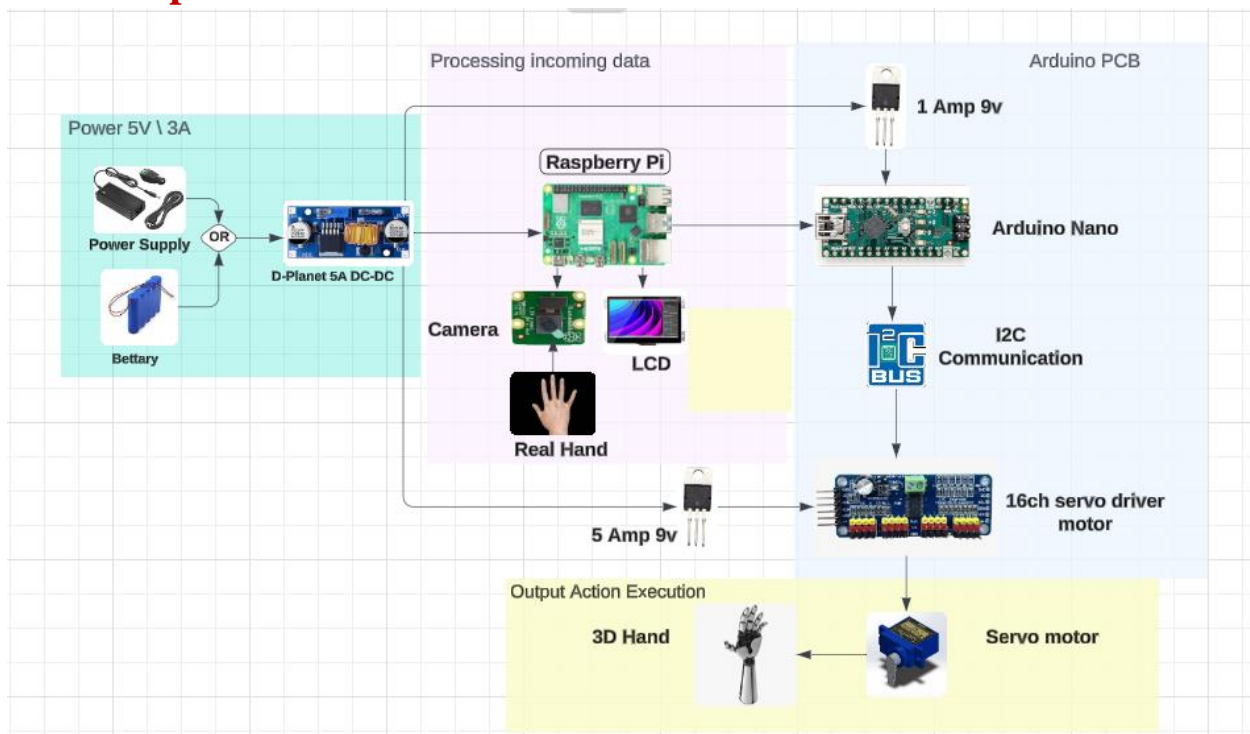 Processing incoming data
Arduino PCB
1 Amp 9v
Power 5V \ 3A
Raspberry Pi
Power Supply
OR
Arduino Nano
D-Planet 5A DC-DC
Camera
LCD
I2C
Communication
I2C
BUS
Bettary
Real Hand
16ch servo driver
motor
5 Amp 9v
Output Action Execution
3D Hand
Servo motor